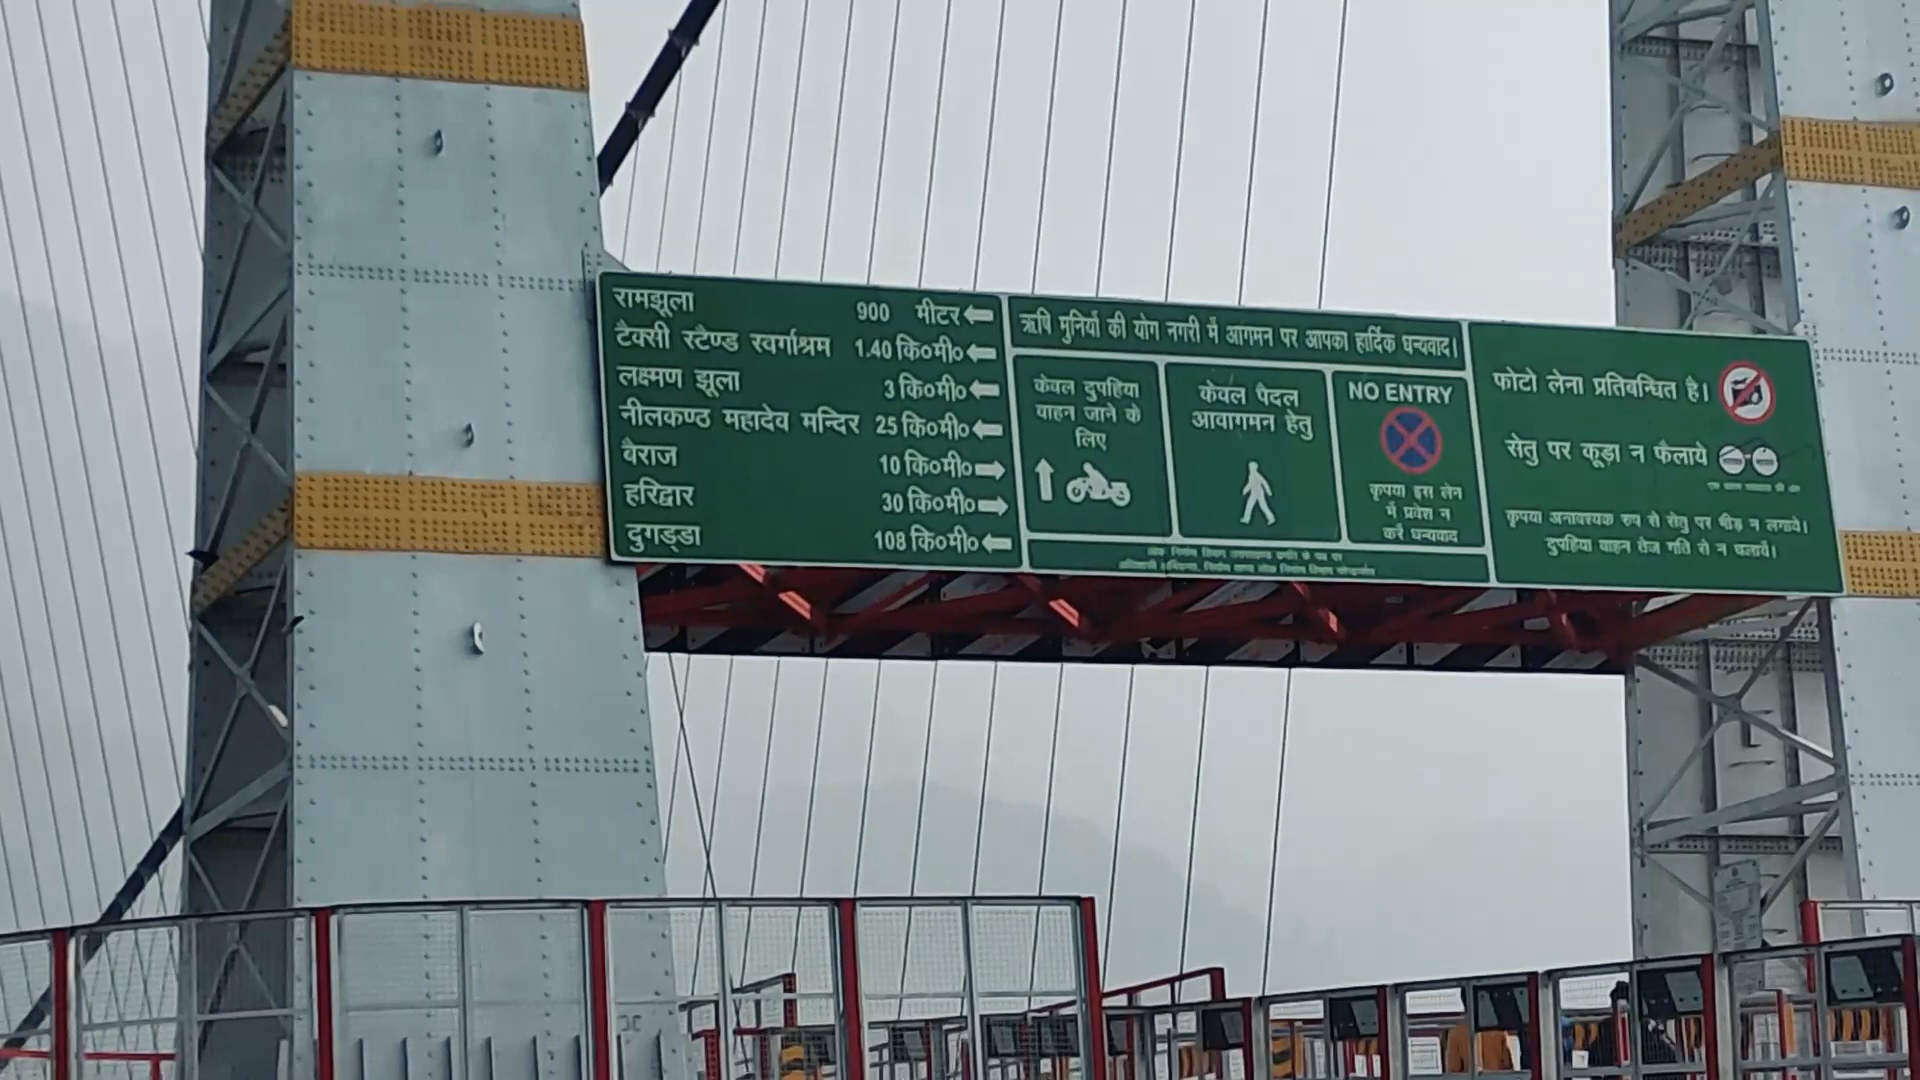 रामझूला 900 मीटर
टैक्सी स्टैण्ड स्वर्गाश्रम 1.40 कि०मी०
लक्ष्मण झूला 3 कि०मी०
नीलकण्ठ महादेव मन्दिर 25 कि०मी०
बैराज 10 कि०मी०
हरिद्वार 30 कि०मी०
दुगड्डा 108 कि०मी०
ऋषि मुनियों की योग नगरी में आगमन पर आपका हार्दिक धन्यवाद।
केवल दुपहिया
वाहन जाने के
लिए
केवल पैदल
आवागमन हेतु
NO ENTRY
कृपया इस लेन
में प्रवेश न
करें धन्यवाद
फोटो लेना प्रतिबन्धित है।
सेतु पर कूड़ा न फैलाये
कृपया अनावश्यक रुप से सेतु पर भीड़ न लगाये।
दुपहिया वाहन तेज गति से न चलायें।